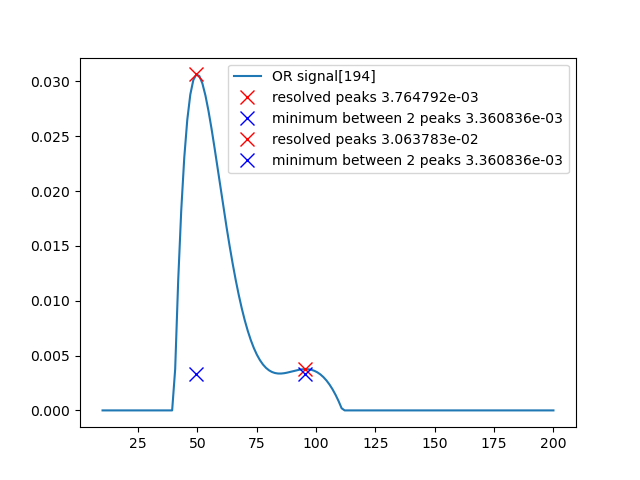 OR signal[194]
resolved peaks 3.764792e-03
minimum between 2 peaks 3.360836e-03
resolved peaks 3.063783e-02
minimum between 2 peaks 3.360836e-03
0.030
0.025
0.020
0.015
0.010
0.005
0.000
25 50 75 100 125 150 175 200